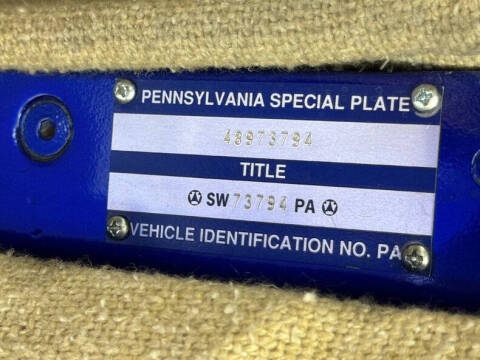 PENNSYLVANIA SPECIAL PLATE
48973794
TITLE
SW 73794 PA
VEHICLE IDENTIFICATION NO. PA